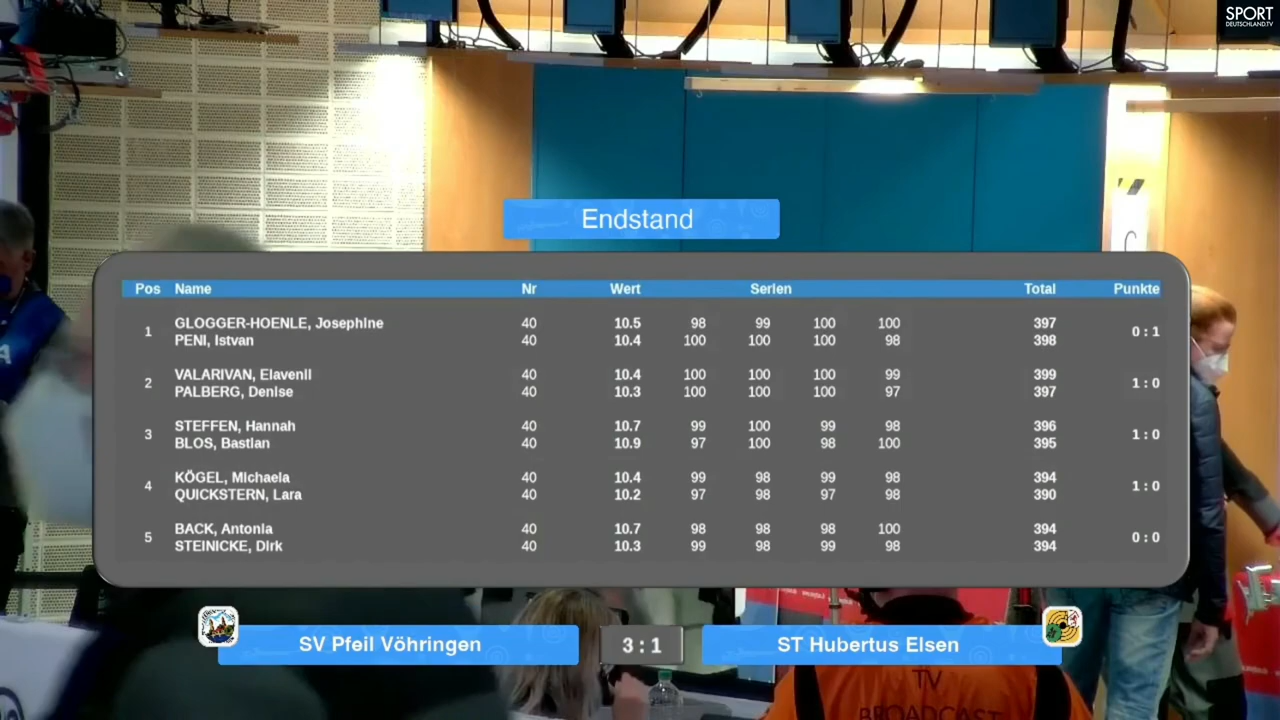 SPORT
DEUTSCHLAND.TV
C
Endstand
Pos Name Nr Wert Serien Total Punkte
1 GLOGGER-HOENLE, Josephine 40 10.5 98 99 100 100 397 0 : 1
PENI, Istvan 40 10.4 100 100 100 98 398
2 VALARIVAN, Elavenil 40 10.4 100 100 100 99 399 1 : 0
PALBERG, Denise 40 10.3 100 100 100 97 397
3 STEFFEN, Hannah 40 10.7 99 100 99 98 396 1 : 0
BLOS, Bastian 40 10.9 97 100 98 100 395
4 KÖGEL, Michaela 40 10.4 99 98 99 98 394 1 : 0
QUICKSTERN, Lara 40 10.2 97 98 97 98 390
5 BACK, Antonia 40 10.7 98 98 98 100 394 0 : 0
STEINICKE, Dirk 40 10.3 99 98 99 98 394
A
SV Pfeil Vöhringen 3 : 1 ST Hubertus Elsen
TV
BROADCAST